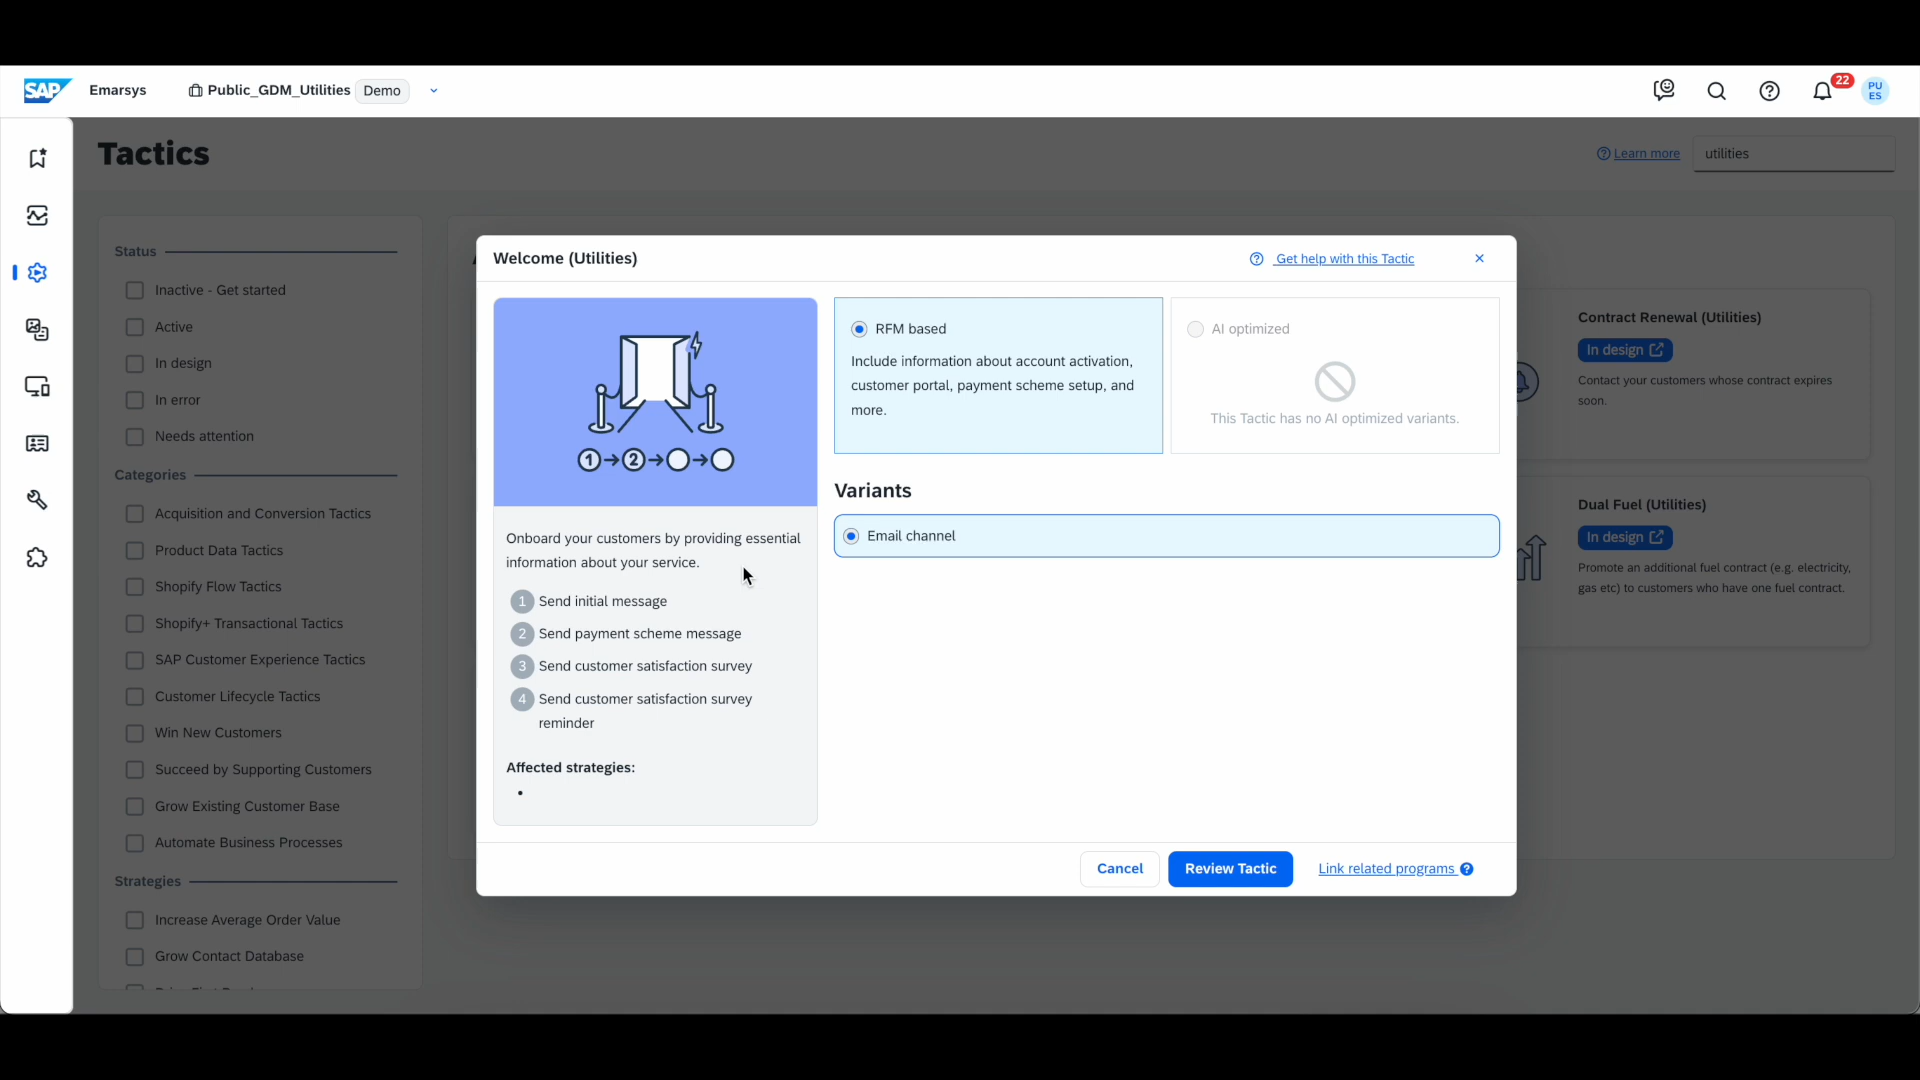 SAP Emarsys Public_GDM_Utilities Demo 22 PU ES
Tactics
Learn more utilities
Status
Inactive - Get started
Active
In design
In error
Needs attention
Categories
Acquisition and Conversion Tactics
Product Data Tactics
Shopify Flow Tactics
Shopify+ Transactional Tactics
SAP Customer Experience Tactics
Customer Lifecycle Tactics
Win New Customers
Succeed by Supporting Customers
Grow Existing Customer Base
Automate Business Processes
Strategies
Increase Average Order Value
Grow Contact Database
Welcome (Utilities)
Get help with this Tactic
1 2
Onboard your customers by providing essential
information about your service.
1 Send initial message
2 Send payment scheme message
3 Send customer satisfaction survey
4 Send customer satisfaction survey
reminder
Affected strategies:
RFM based
Include information about account activation,
customer portal, payment scheme setup, and
more.
AI optimized
This Tactic has no AI optimized variants.
Variants
Email channel
Cancel Review Tactic Link related programs
Contract Renewal (Utilities)
In design
Contact your customers whose contract expires
soon.
Dual Fuel (Utilities)
In design
Promote an additional fuel contract (e.g. electricity,
gas etc) to customers who have one fuel contract.